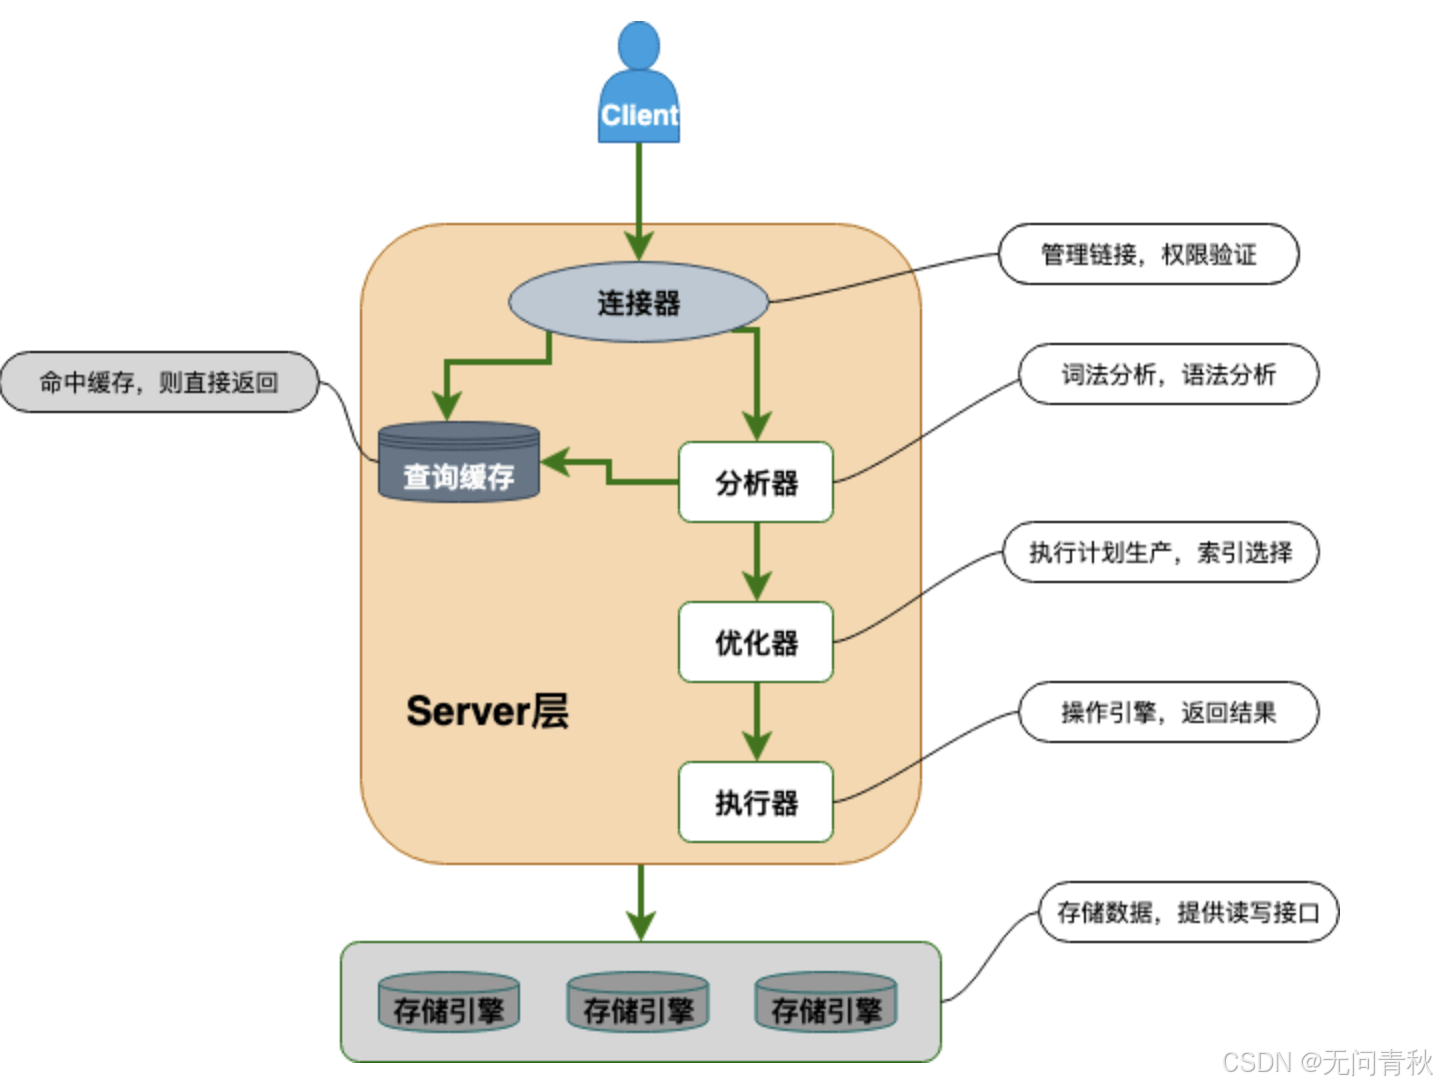 Client
管理链接，权限验证
连接器
词法分析，语法分析
命中缓存，则直接返回
查询缓存
分析器
执行计划生产，索引选择
优化器
Server层
操作引擎，返回结果
执行器
存储数据，提供读写接口
存储引擎
存储引擎
存储引擎
CSDN @无问青秋